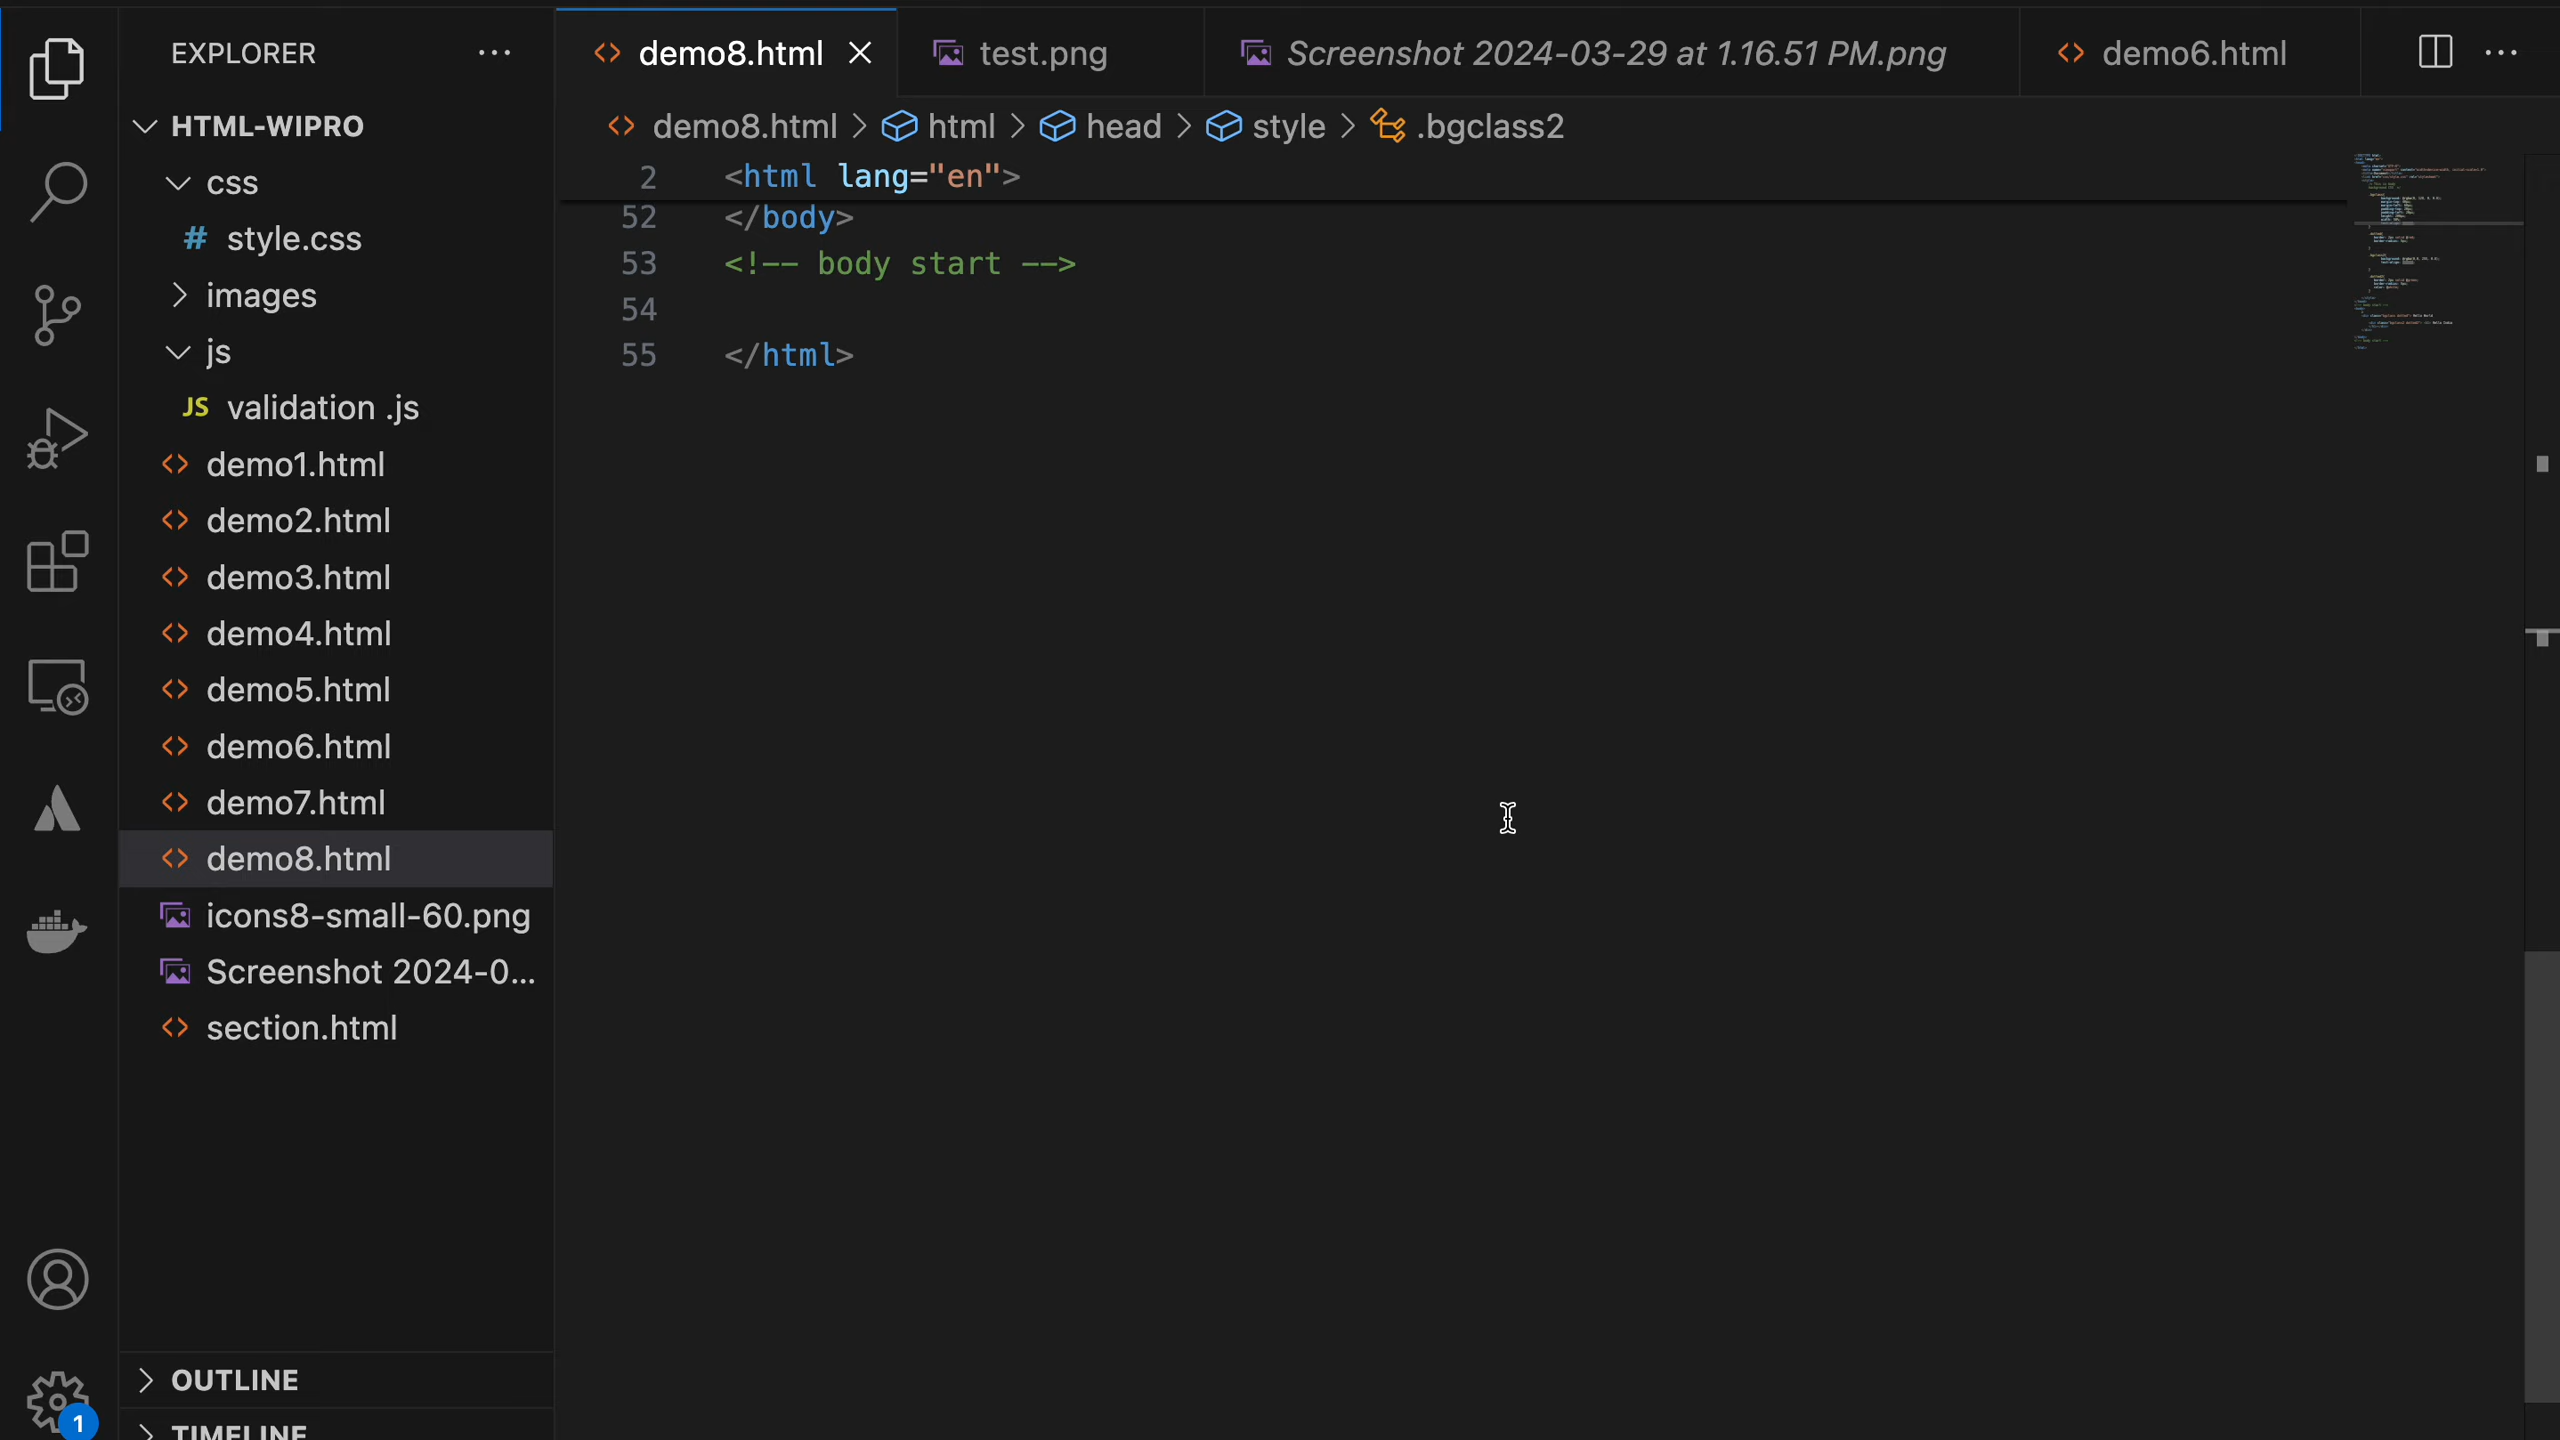 EXPLORER
HTML-WIPRO
css
# style.css
images
js
JS validation .js
demo1.html
demo2.html
demo3.html
demo4.html
demo5.html
demo6.html
demo7.html
demo8.html
icons8-small-60.png
Screenshot 2024-0...
section.html
OUTLINE
TIMELINE
1
demo8.html
test.png
Screenshot 2024-03-29 at 1.16.51 PM.png
demo6.html
demo8.html > html > head > style > .bgclass2
2 <html lang="en">
52 </body>
53 <!-- body start -->
54
55 </html>